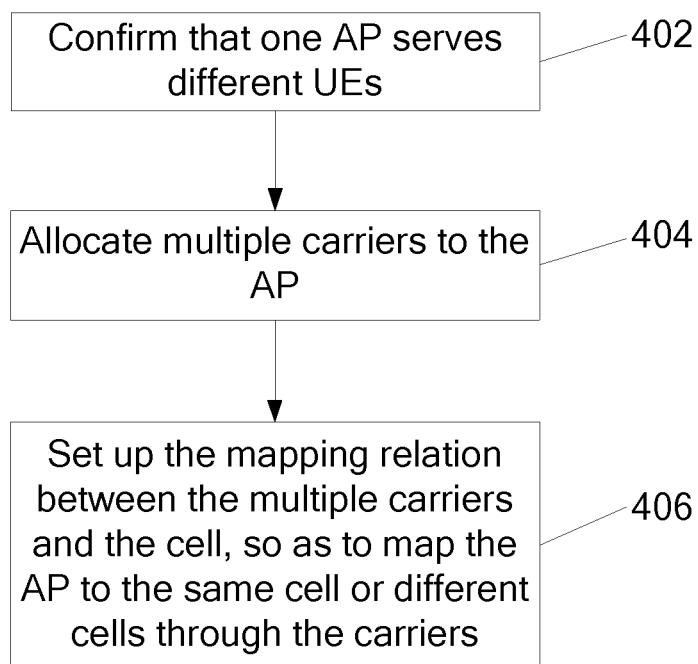 Confirm that one AP serves
different UEs
402
Allocate multiple carriers to the
AP
404
Set up the mapping relation
between the multiple carriers
and the cell, so as to map the
AP to the same cell or different
cells through the carriers
406